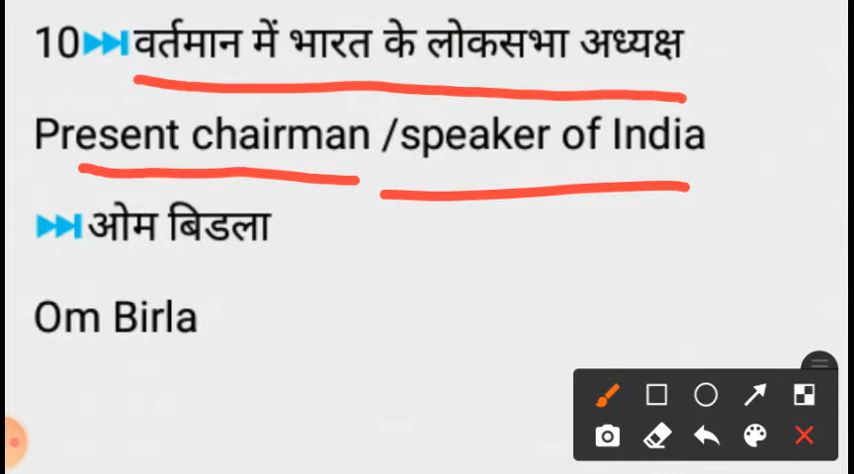 10⏭वर्तमान में भारत के लोकसभा अध्यक्ष
Present chairman /speaker of India
⏭ओम बिडला
Om Birla